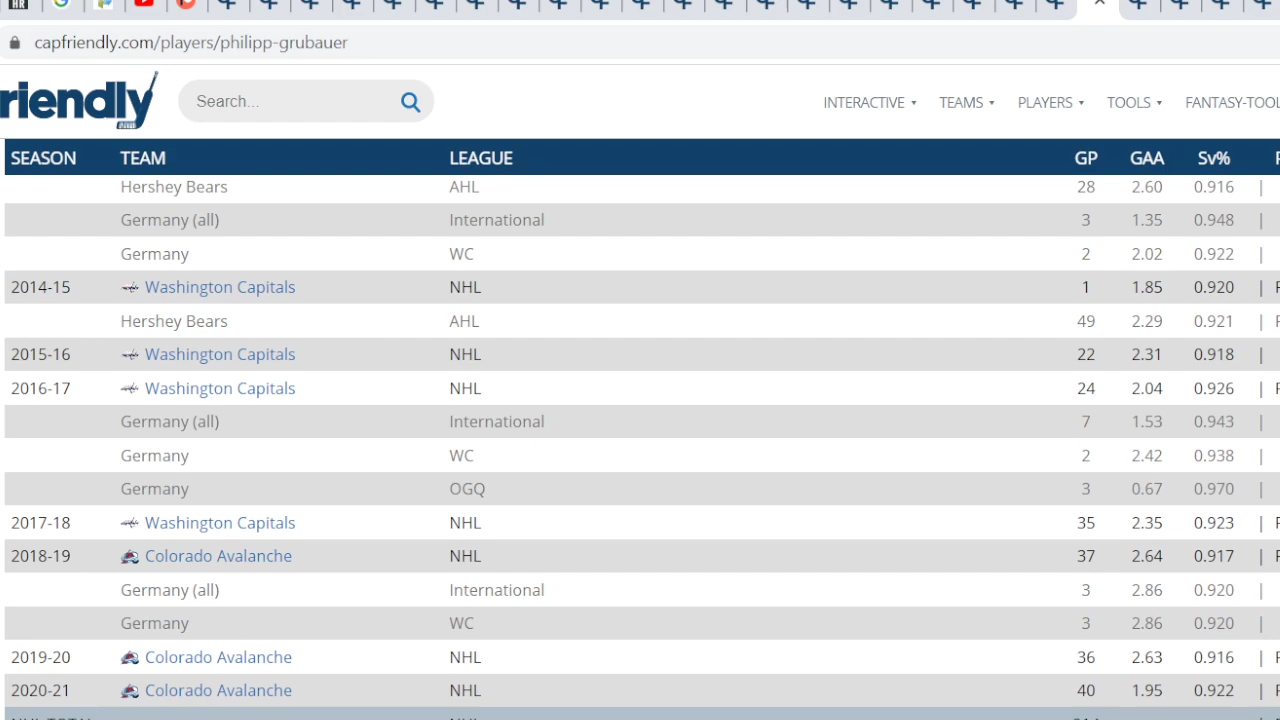 capfriendly.com/players/philipp-grubauer
riendly Search... INTERACTIVE TEAMS PLAYERS TOOLS FANTASY-TOOL
SEASON TEAM LEAGUE GP GAA Sv%
Hershey Bears AHL 28 2.60 0.916 |
Germany (all) International 3 1.35 0.948 |
Germany WC 2 2.02 0.922 |
2014-15 Washington Capitals NHL 1 1.85 0.920 |
Hershey Bears AHL 49 2.29 0.921 |
2015-16 Washington Capitals NHL 22 2.31 0.918 |
2016-17 Washington Capitals NHL 24 2.04 0.926 |
Germany (all) International 7 1.53 0.943 |
Germany WC 2 2.42 0.938 |
Germany OGQ 3 0.67 0.970 |
2017-18 Washington Capitals NHL 35 2.35 0.923 |
2018-19 Colorado Avalanche NHL 37 2.64 0.917 |
Germany (all) International 3 2.86 0.920 |
Germany WC 3 2.86 0.920 |
2019-20 Colorado Avalanche NHL 36 2.63 0.916 |
2020-21 Colorado Avalanche NHL 40 1.95 0.922 |